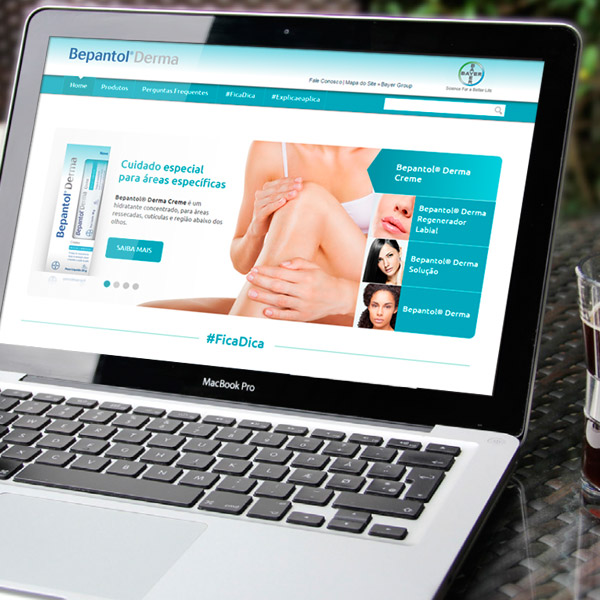 Bepantol® Derma
Fale Conosco | Mapa do Site » Bayer Group
BAYER
BAYER
Science For A Better Life
Home Produtos Perguntas Frequentes #FicaDica #Explicaeaplica
Bepantol® Derma
Bepantol® Derma
Cuidado especial
para áreas específicas
Bepantol® Derma Creme é um
hidratante concentrado, para áreas
ressecadas, cutículas e região abaixo dos
olhos.
SAIBA MAIS
Bepantol® Derma
Creme
Bepantol® Derma
Regenerador
Labial
Bepantol® Derma
Solução
Bepantol® Derma
#FicaDica
MacBook Pro